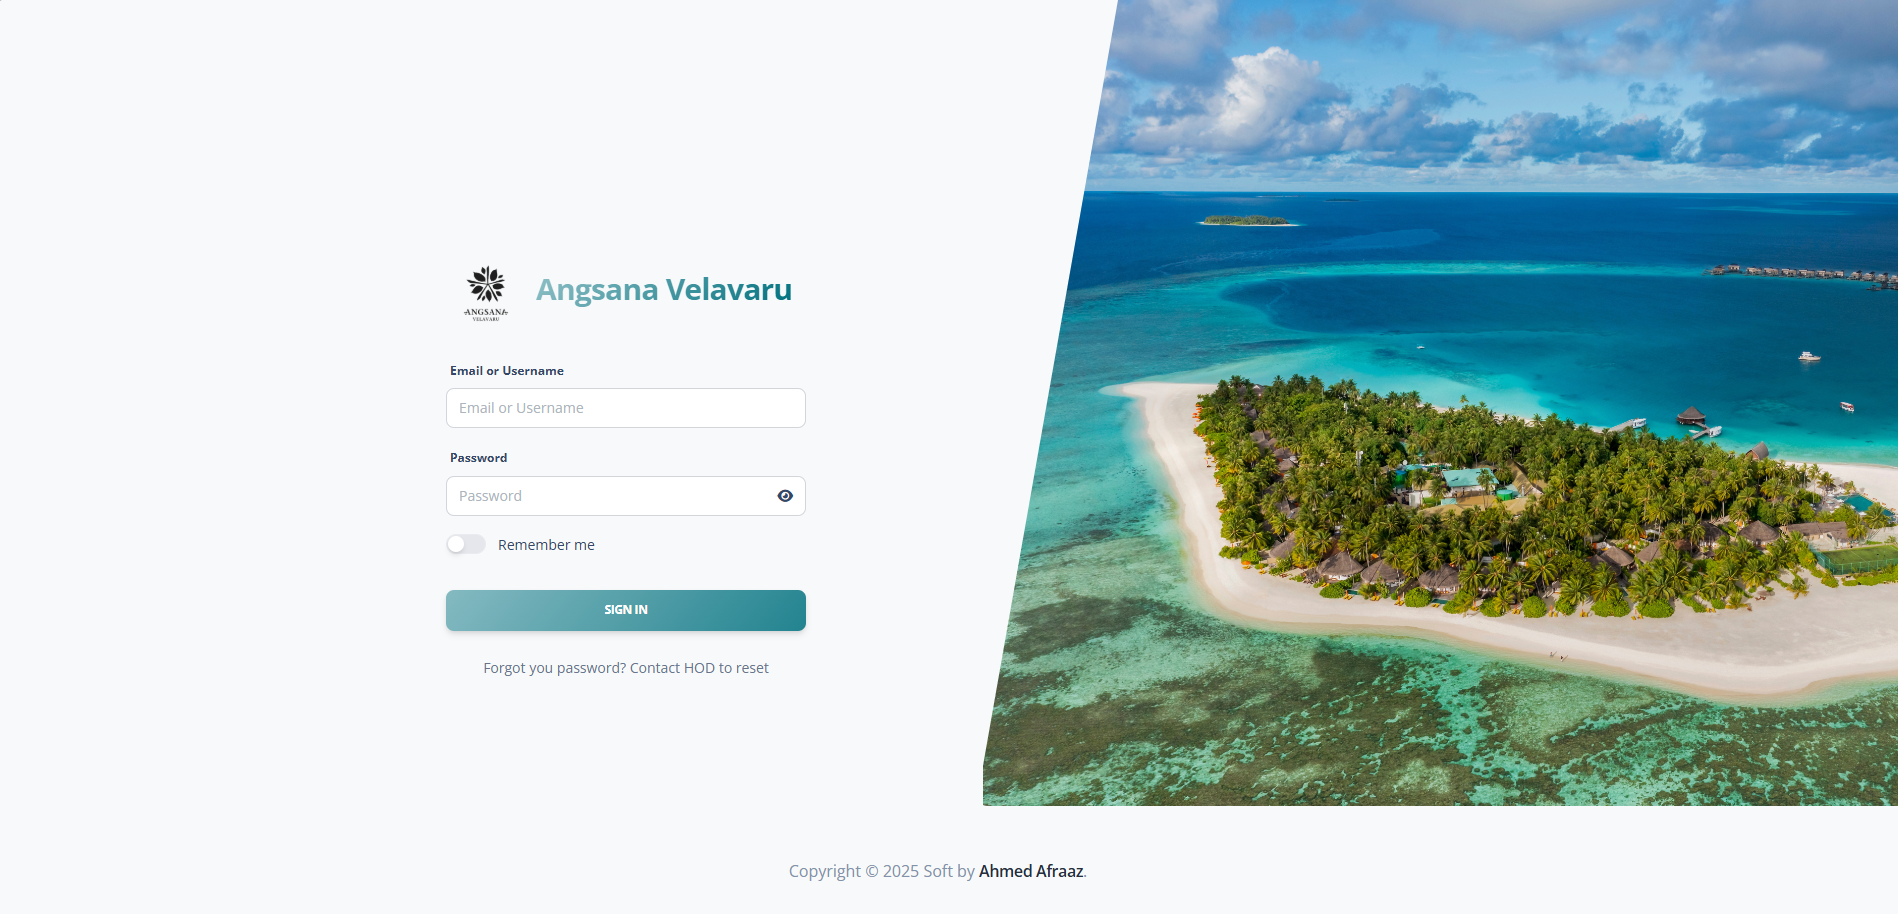 ANGSANA
VELAVARU
Angsana Velavaru
Email or Username
Email or Username
Password
Password
Remember me
SIGN IN
Forgot you password? Contact HOD to reset
Copyright © 2025 Soft by Ahmed Afraaz.